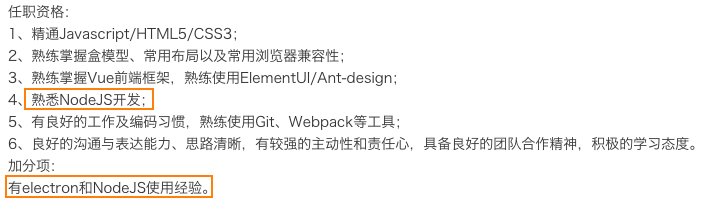 任职资格：
1、精通Javascript/HTML5/CSS3；
2、熟练掌握盒模型、常用布局以及常用浏览器兼容性；
3、熟练掌握Vue前端框架，熟练使用ElementUI/Ant-design；
4、熟悉NodeJS开发；
5、有良好的工作及编码习惯，熟练使用Git、Webpack等工具；
6、良好的沟通与表达能力、思路清晰，有较强的主动性和责任心，具备良好的团队合作精神，积极的学习态度。
加分项：
有electron和NodeJS使用经验。